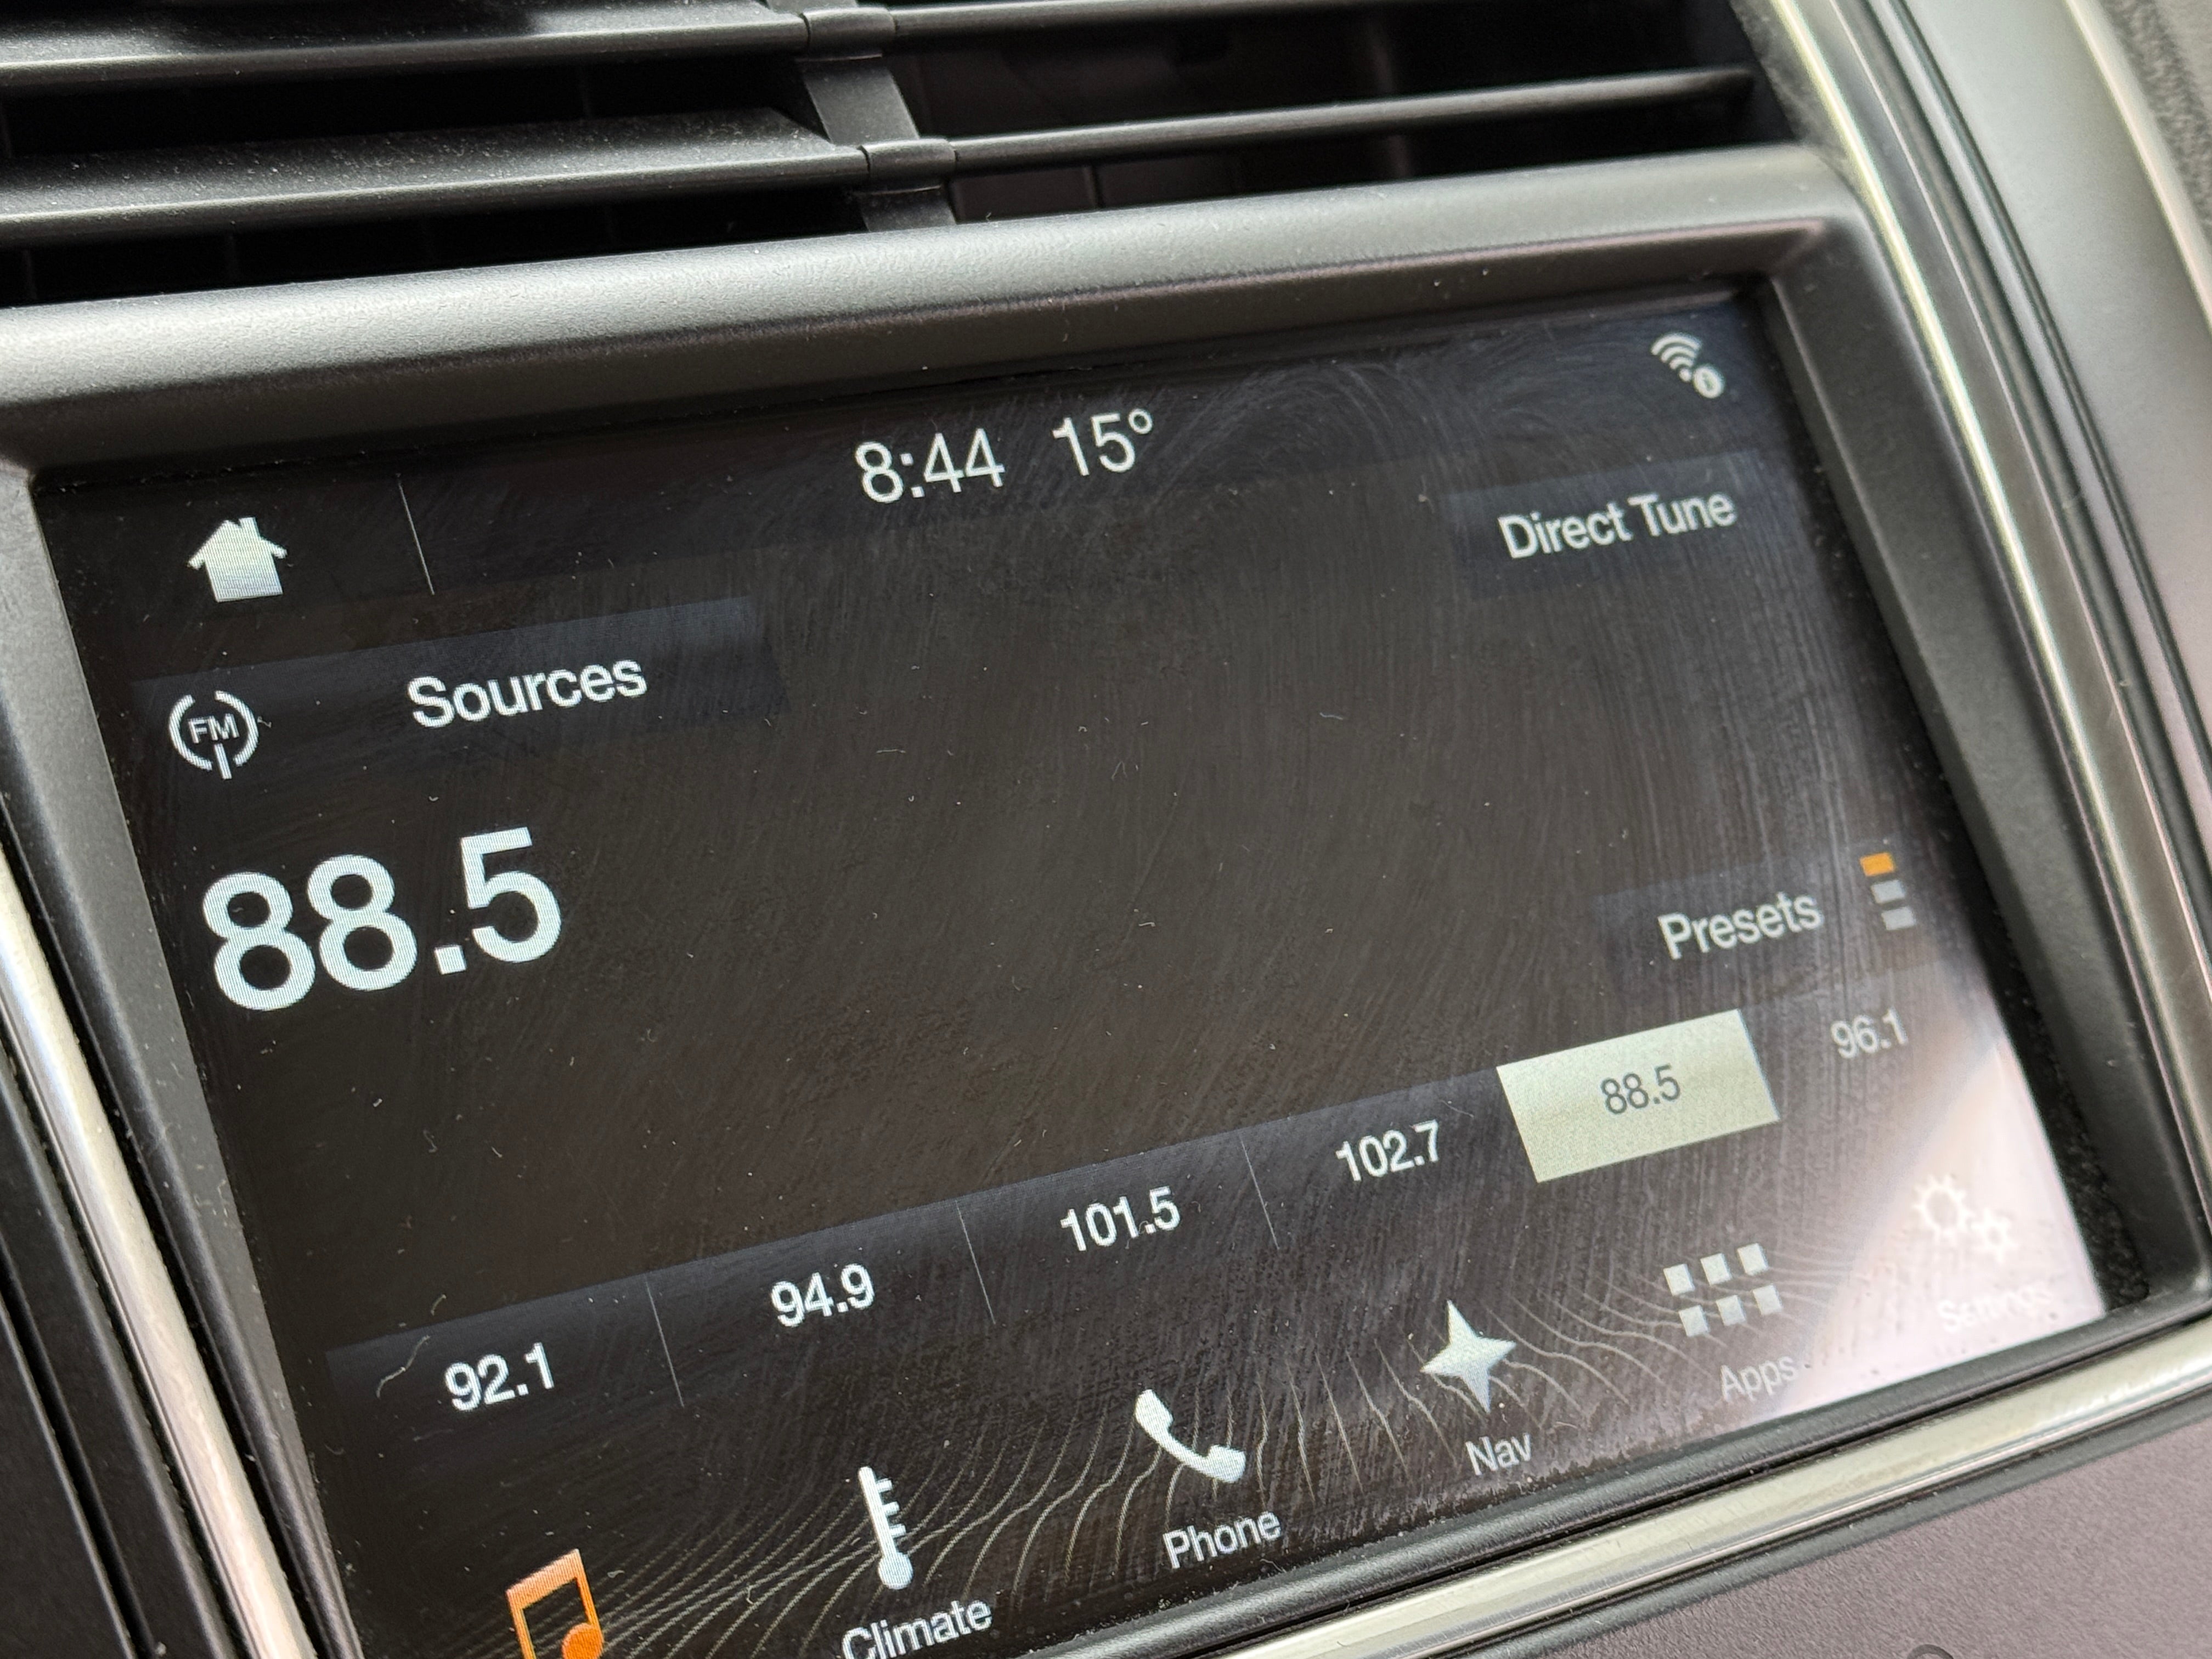 8:44 15°
Direct Tune
FM Sources
88.5
Presets
92.1 94.9 101.5 102.7 88.5 96.1
Climate Phone Nav Apps Settings